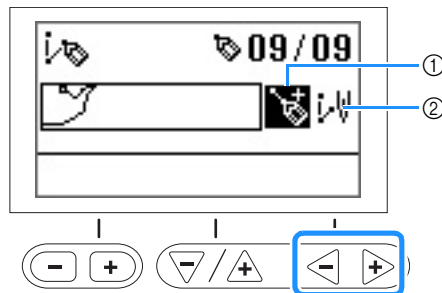 09/09
①
②
- + - / + - +